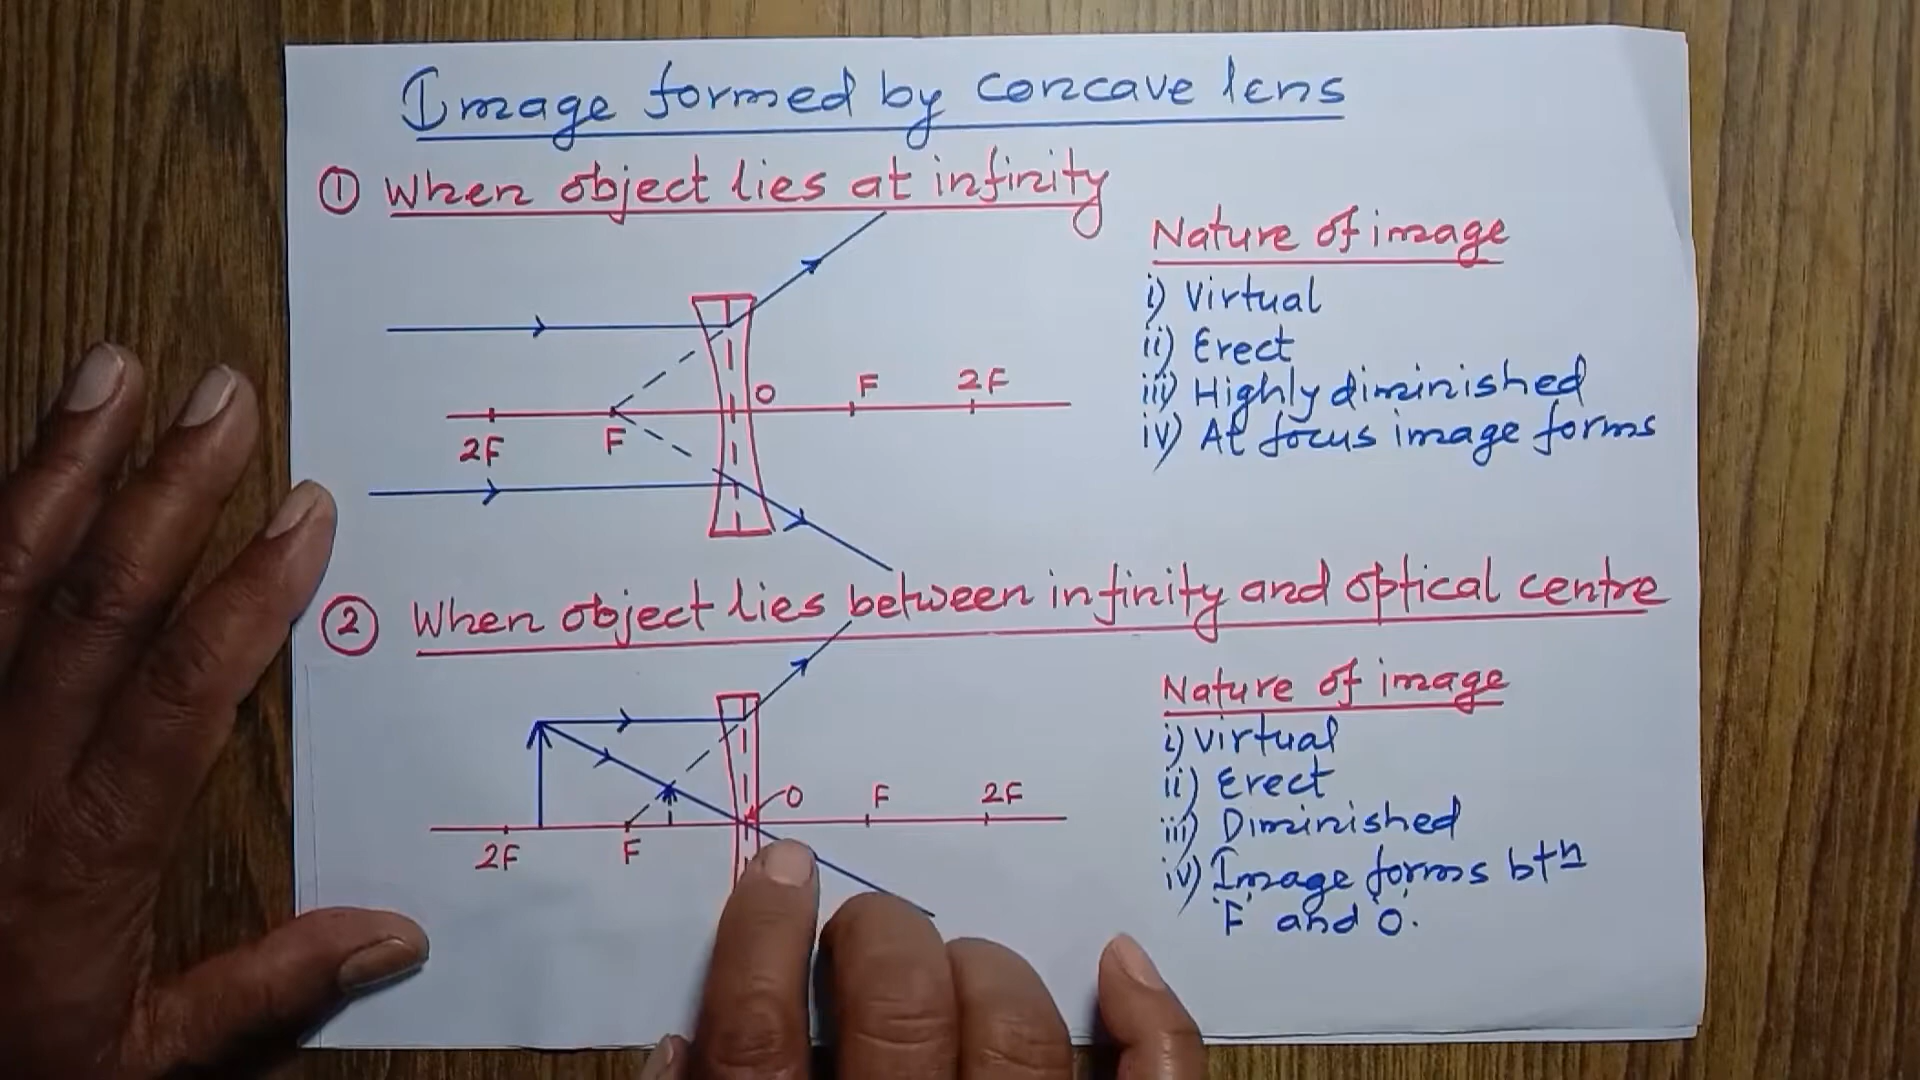 Image formed by concave lens
① When object lies at infinity
Nature of image
i) Virtual
ii) Erect
iii) Highly diminished
iv) At focus image forms
O
F
2F
2F
F
② When object lies between infinity and optical centre
Nature of image
i) Virtual
ii) Erect
iii) Diminished
iv) Image forms btn
'F' and 'O'.
O
F
2F
2F
F